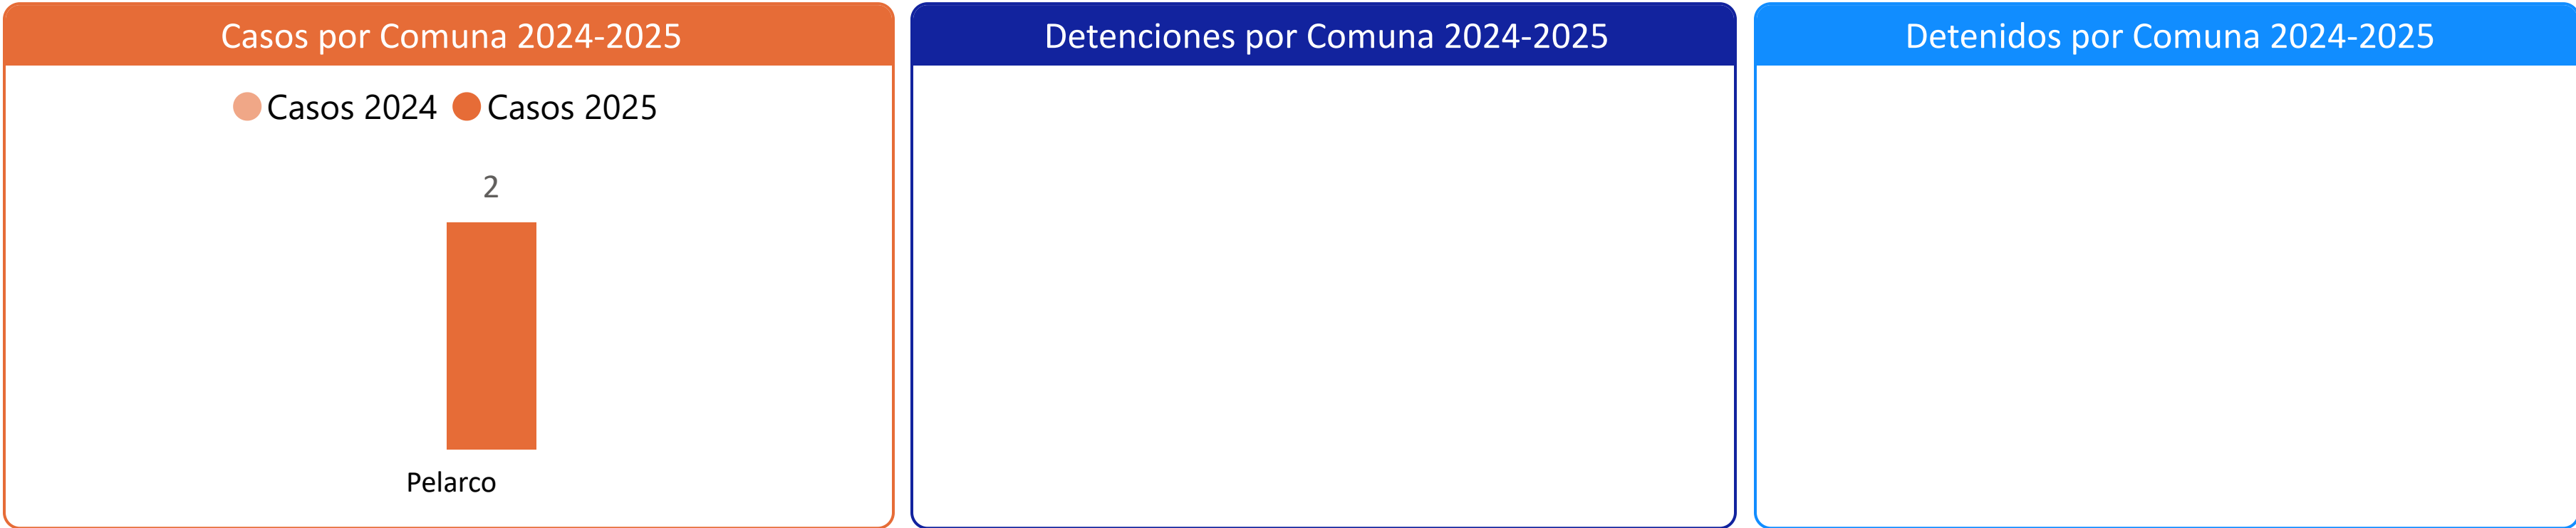 Casos por Comuna 2024-2025
Casos 2024 Casos 2025
2
Pelarco
Detenciones por Comuna 2024-2025
Detenidos por Comuna 2024-2025